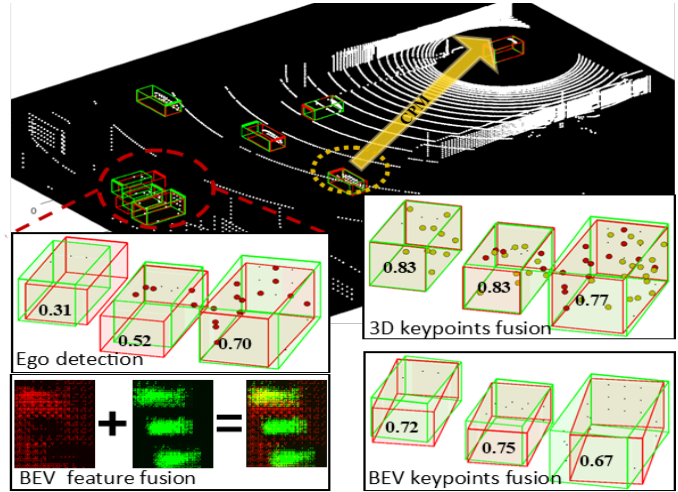 CPM
0
0.31
0.52
0.70
Ego detection
0.83
0.83
0.77
3D keypoints fusion
+
=
BEV feature fusion
0.72
0.75
0.67
BEV keypoints fusion